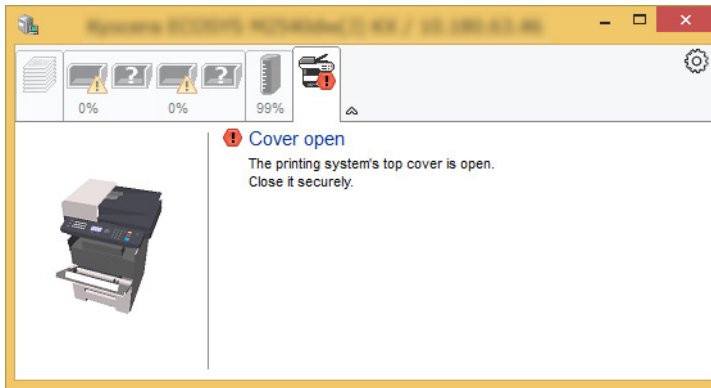 0% 0% 99%
Cover open
The printing system's top cover is open.
Close it securely.